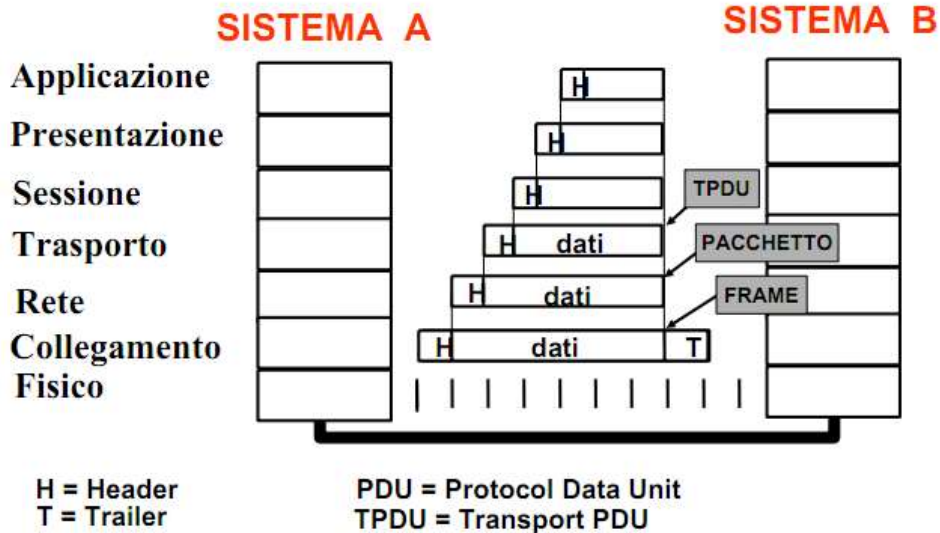 SISTEMA A
SISTEMA B
Applicazione
H
Presentazione
H
Sessione
H
TPDU
Trasporto
H dati
PACCHETTO
Rete
H dati
FRAME
Collegamento
H dati T
Fisico
H = Header
PDU = Protocol Data Unit
T = Trailer
TPDU = Transport PDU